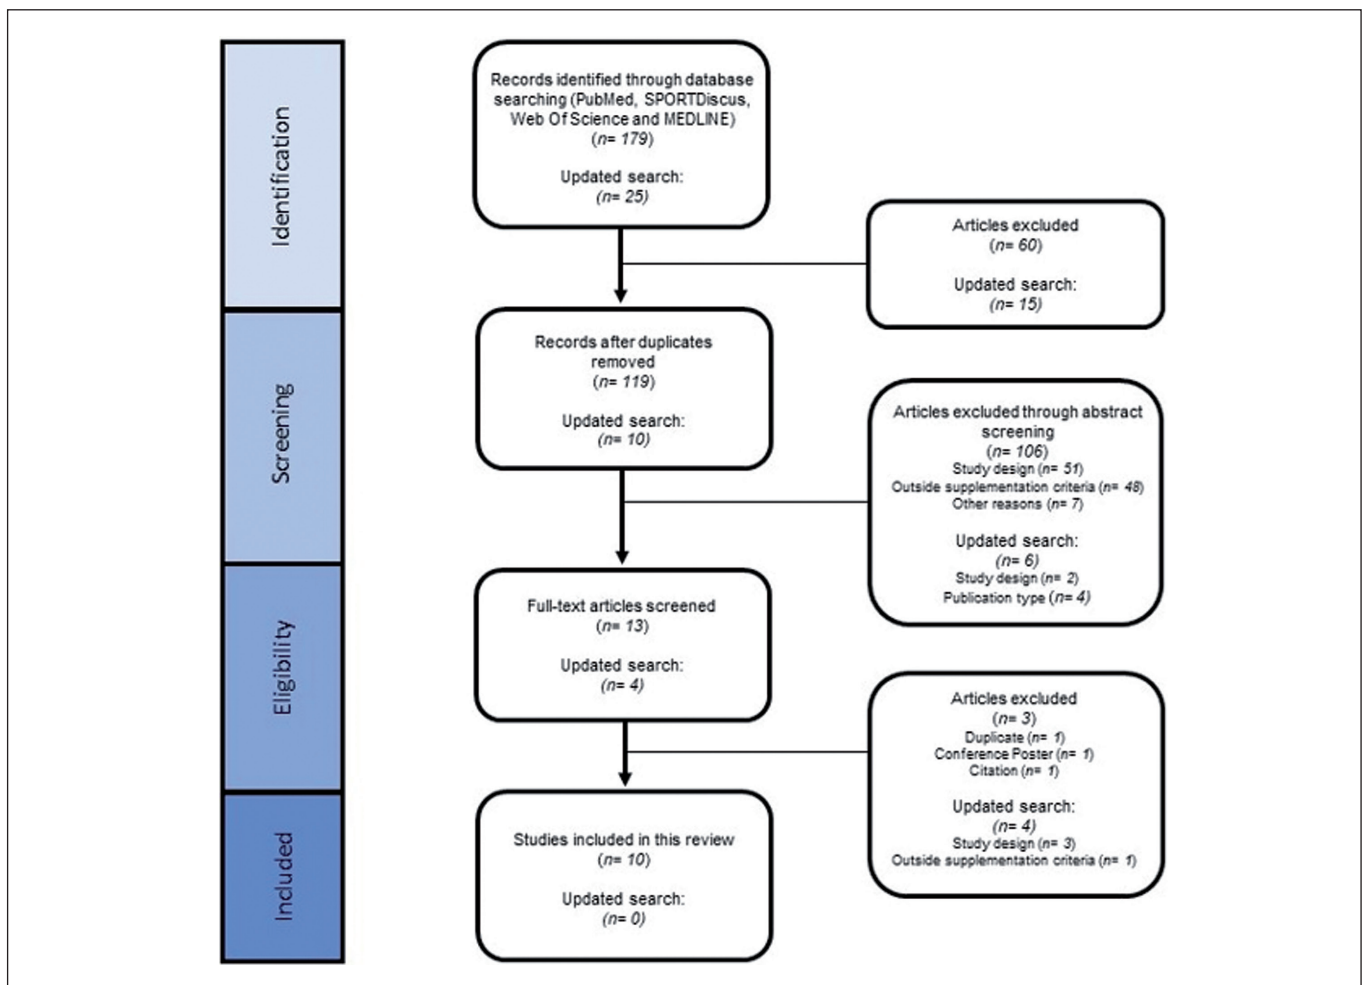 Identification
Records identified through database
searching (PubMed, SPORTDiscus,
Web Of Science and MEDLINE)
(n= 179)
Updated search:
(n= 25)
Articles excluded
(n= 60)
Updated search:
(n= 15)
Screening
Records after duplicates
removed
(n= 119)
Updated search:
(n= 10)
Articles excluded through abstract
screening
(n= 106)
Study design (n= 51)
Outside supplementation criteria (n= 48)
Other reasons (n= 7)
Updated search:
(n= 6)
Study design (n= 2)
Publication type (n= 4)
Eligibility
Full-text articles screened
(n= 13)
Updated search:
(n= 4)
Articles excluded
(n= 3)
Duplicate (n= 1)
Conference Poster (n= 1)
Citation (n= 1)
Updated search:
(n= 4)
Study design (n= 3)
Outside supplementation criteria (n= 1)
Included
Studies included in this review
(n= 10)
Updated search:
(n= 0)